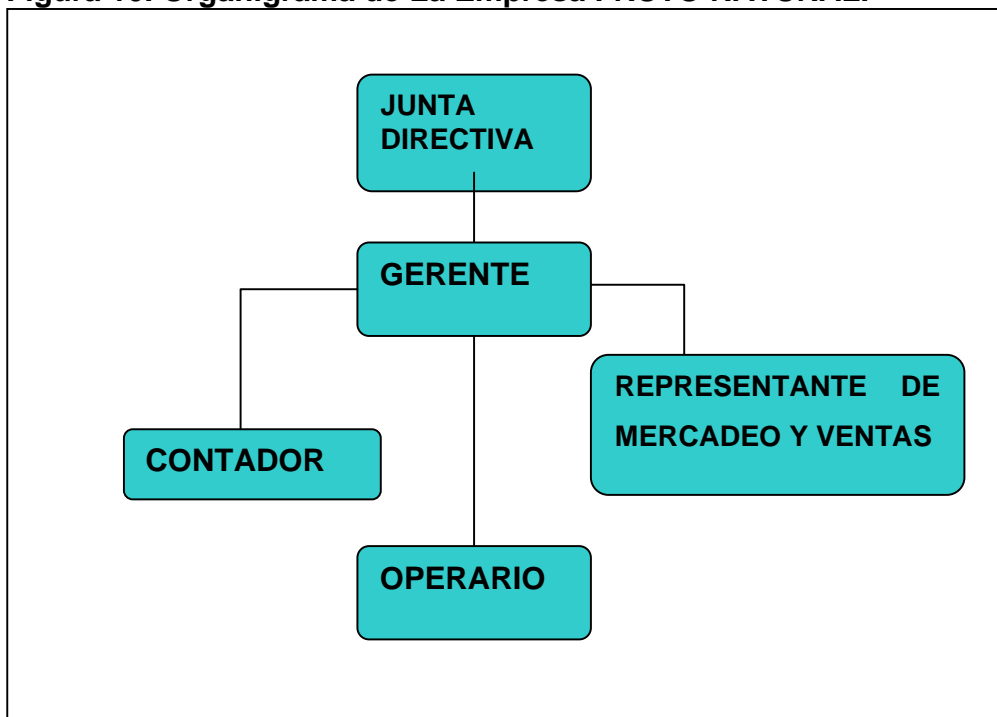 Organigrama de La Empresa
JUNTA
DIRECTIVA
GERENTE
REPRESENTANTE DE
MERCADEO Y VENTAS
CONTADOR
OPERARIO